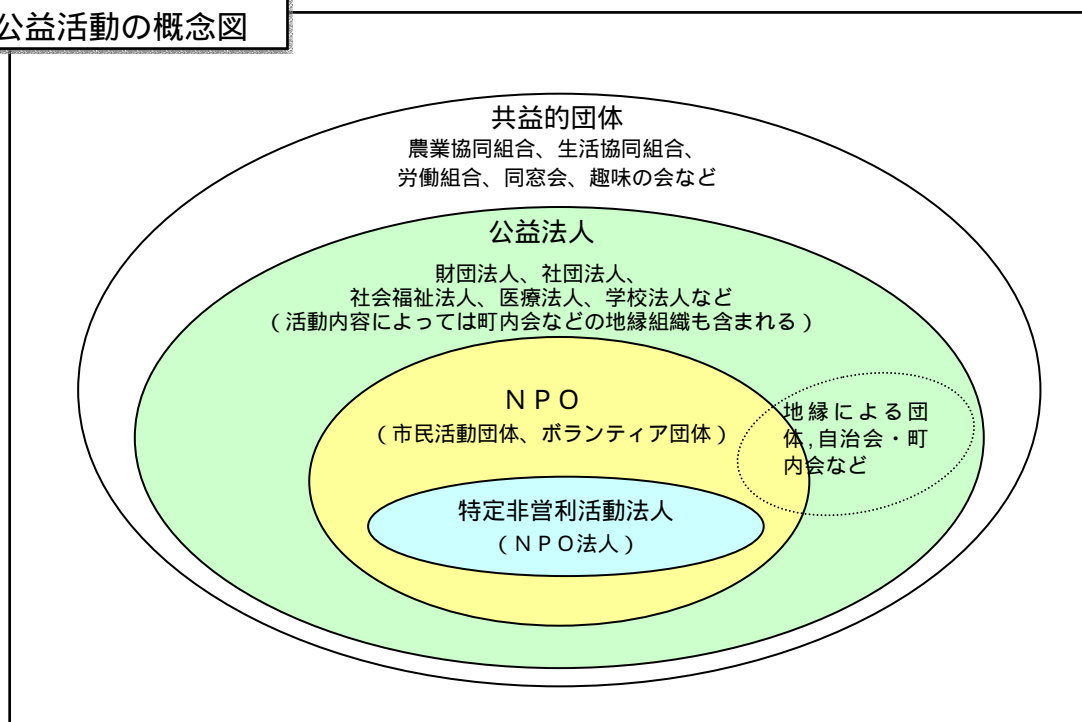 公益活動の概念図
共益的団体
農業協同組合、生活協同組合、
労働組合、同窓会、趣味の会など
公益法人
財団法人、社団法人、
社会福祉法人、医療法人、学校法人など
（活動内容によっては町内会などの地縁組織も含まれる）
ＮＰＯ
（市民活動団体、ボランティア団体）
地縁による団
体,自治会・町
内会など
特定非営利活動法人
（ＮＰＯ法人）